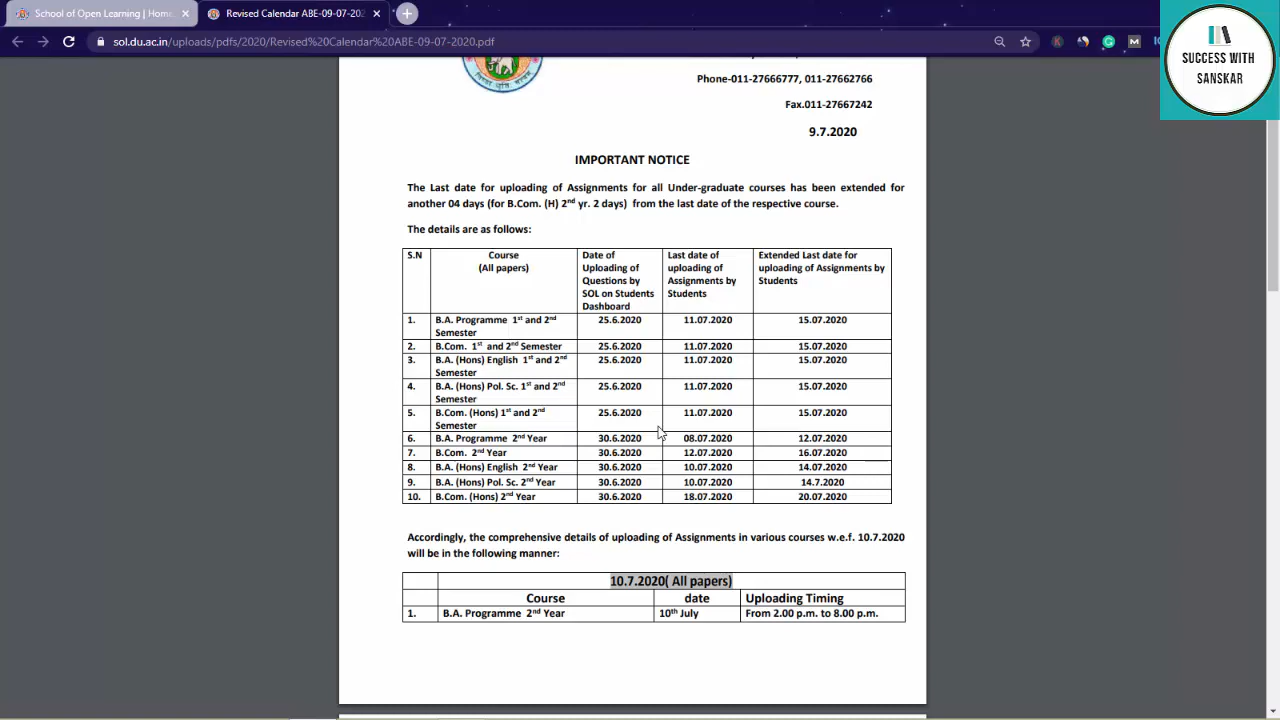 School of Open Learning | Home
Revised Calendar ABE-09-07-202
sol.du.ac.in/uploads/pdfs/2020/Revised%20Calendar%20ABE-09-07-2020.pdf
SUCCESS WITH
SANSKAR
Phone-011-27666777, 011-27662766
Fax.011-27667242
9.7.2020
IMPORTANT NOTICE
The Last date for uploading of Assignments for all Under-graduate courses has been extended for
another 04 days (for B.Com. (H) 2nd yr. 2 days) from the last date of the respective course.
The details are as follows:
S.N Course (All papers) Date of Uploading of Questions by SOL on Students Dashboard Last date of uploading of Assignments by Students Extended Last date for uploading of Assignments by Students
1. B.A. Programme 1st and 2nd Semester 25.6.2020 11.07.2020 15.07.2020
2. B.Com. 1st and 2nd Semester 25.6.2020 11.07.2020 15.07.2020
3. B.A. (Hons) English 1st and 2nd Semester 25.6.2020 11.07.2020 15.07.2020
4. B.A. (Hons) Pol. Sc. 1st and 2nd Semester 25.6.2020 11.07.2020 15.07.2020
5. B.Com. (Hons) 1st and 2nd Semester 25.6.2020 11.07.2020 15.07.2020
6. B.A. Programme 2nd Year 30.6.2020 08.07.2020 12.07.2020
7. B.Com. 2nd Year 30.6.2020 12.07.2020 16.07.2020
8. B.A. (Hons) English 2nd Year 30.6.2020 10.07.2020 14.07.2020
9. B.A. (Hons) Pol. Sc. 2nd Year 30.6.2020 10.07.2020 14.7.2020
10. B.Com. (Hons) 2nd Year 30.6.2020 18.07.2020 20.07.2020
Accordingly, the comprehensive details of uploading of Assignments in various courses w.e.f. 10.7.2020
will be in the following manner:
10.7.2020( All papers)
Course date Uploading Timing
1. B.A. Programme 2nd Year 10th July From 2.00 p.m. to 8.00 p.m.